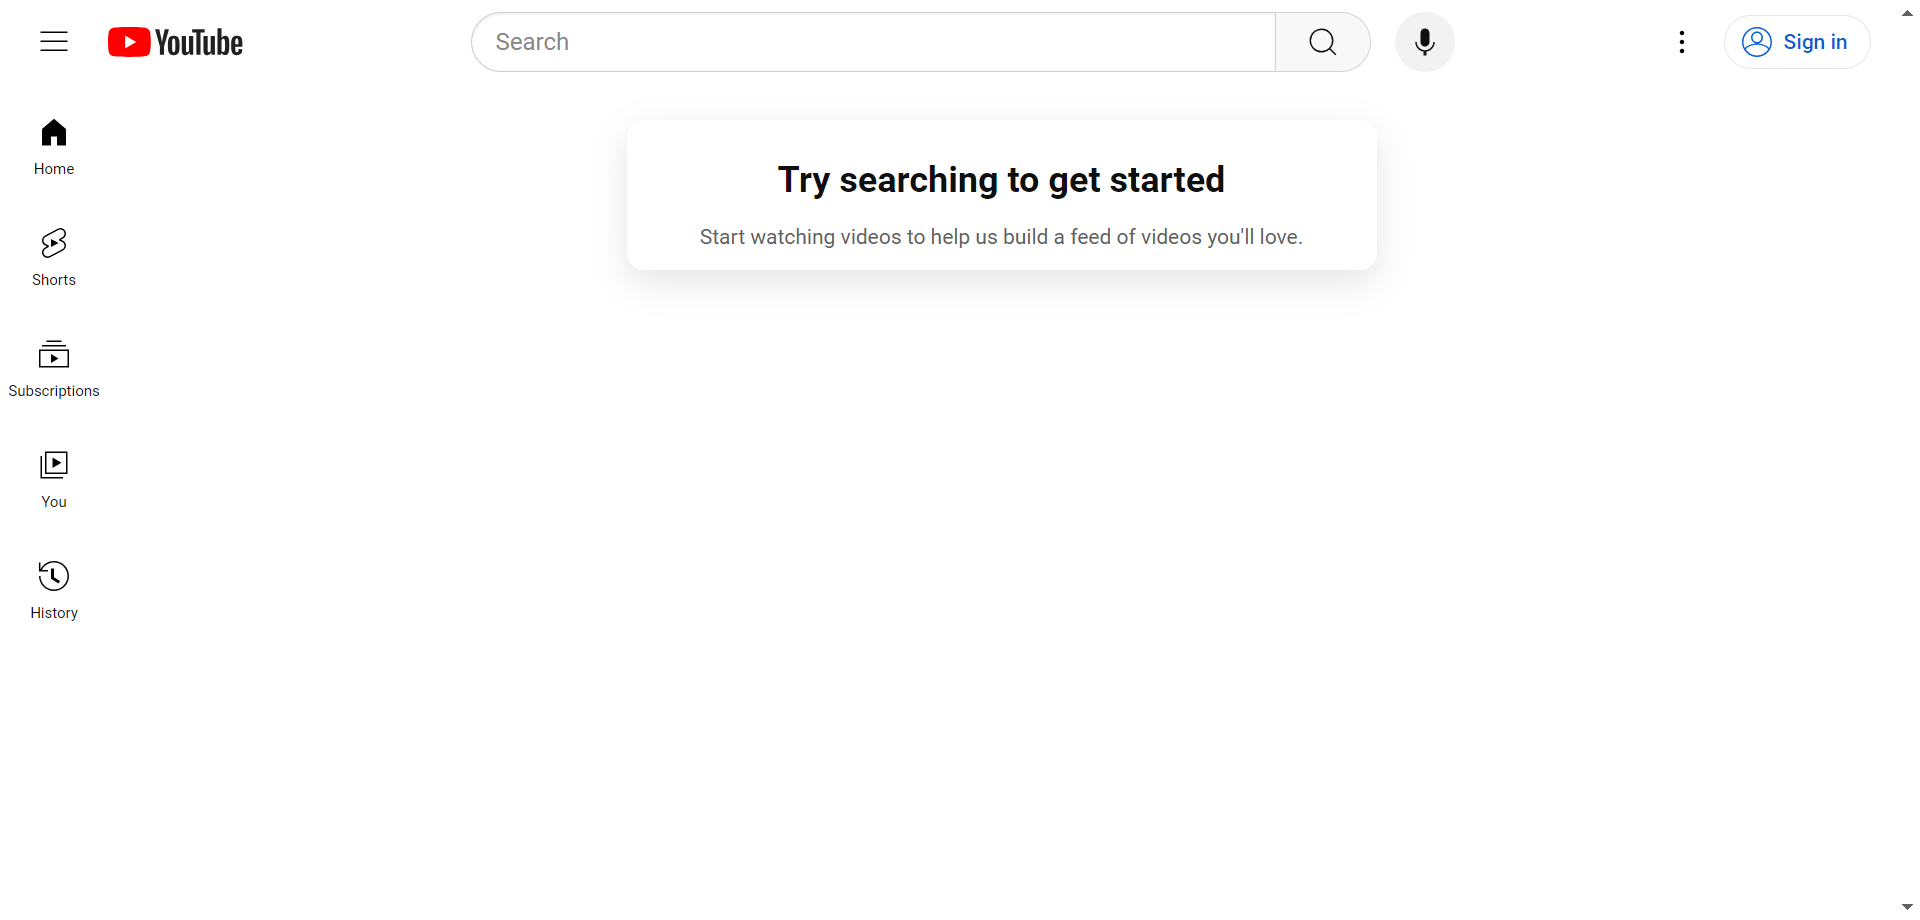 YouTube
Search
Sign in
Home
Shorts
Subscriptions
You
History
Try searching to get started
Start watching videos to help us build a feed of videos you'll love.